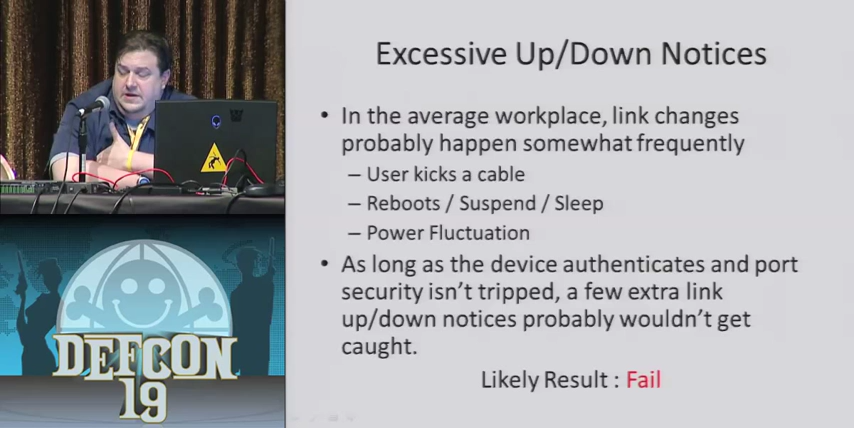 Excessive Up/Down Notices
• In the average workplace, link changes
probably happen somewhat frequently
– User kicks a cable
– Reboots / Suspend / Sleep
– Power Fluctuation
• As long as the device authenticates and port
security isn't tripped, a few extra link
up/down notices probably wouldn't get
caught.
Likely Result : Fail
DEFCON
19